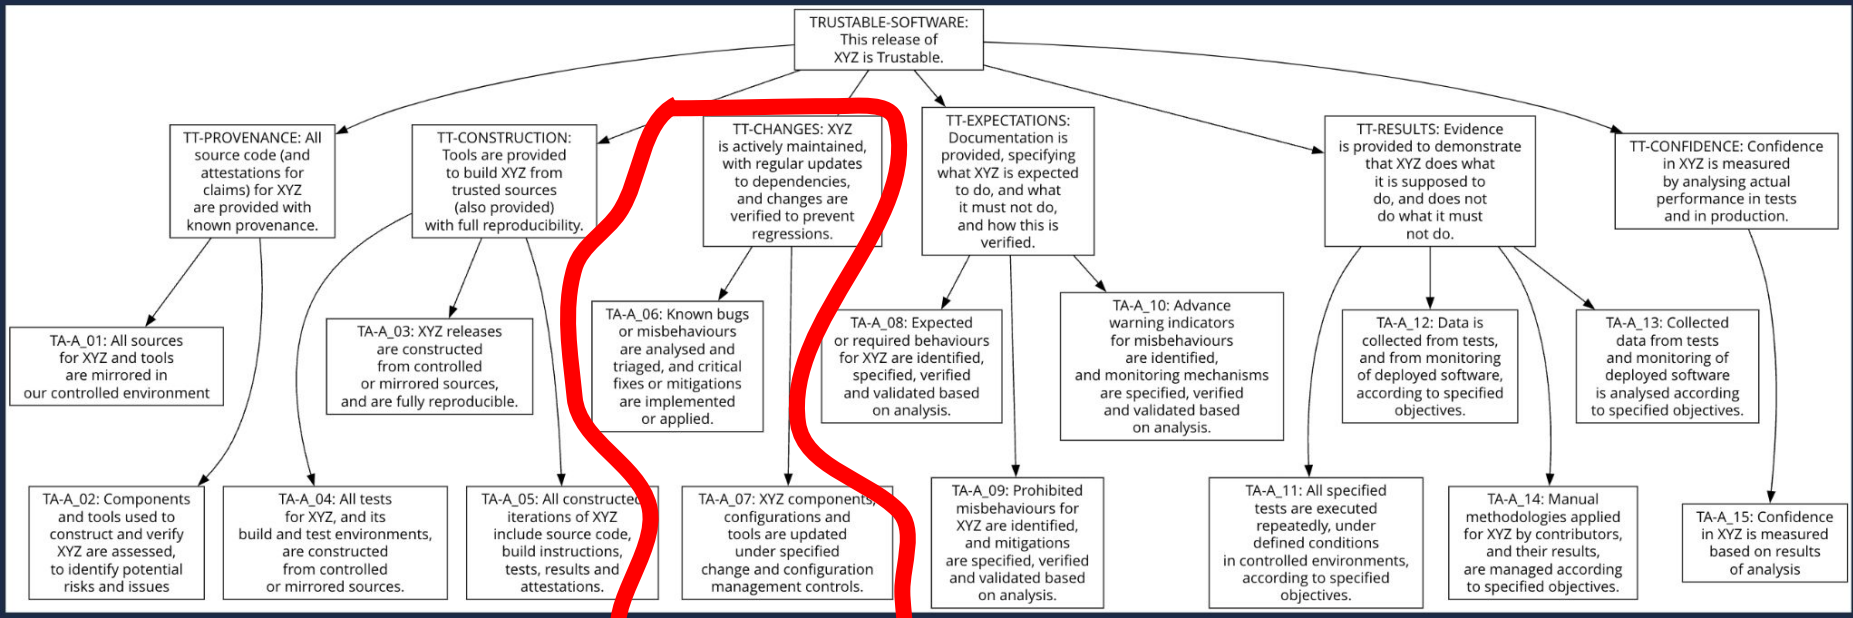 TRUSTABLE-SOFTWARE:
This release of
XYZ is Trustable.
TT-PROVENANCE: All
source code (and
attestations for
claims) for XYZ
are provided with
known provenance.
TT-CONSTRUCTION:
Tools are provided
to build XYZ from
trusted sources
(also provided)
with full reproducibility.
TT-CHANGES: XYZ
is actively maintained,
with regular updates
to dependencies,
and changes are
verified to prevent
regressions.
TT-EXPECTATIONS:
Documentation is
provided, specifying
what XYZ is expected
to do, and what
it must not do,
and how this is
verified.
TT-RESULTS: Evidence
is provided to demonstrate
that XYZ does what
it is supposed to
do, and does not
do what it must
not do.
TT-CONFIDENCE: Confidence
in XYZ is measured
by analysing actual
performance in tests
and in production.
TA-A_01: All sources
for XYZ and tools
are mirrored in
our controlled environment
TA-A_03: XYZ releases
are constructed
from controlled
or mirrored sources,
and are fully reproducible.
TA-A_06: Known bugs
or misbehaviours
are analysed and
triaged, and critical
fixes or mitigations
are implemented
or applied.
TA-A_08: Expected
or required behaviours
for XYZ are identified,
specified, verified
and validated based
on analysis.
TA-A_10: Advance
warning indicators
for misbehaviours
are identified,
and monitoring mechanisms
are specified, verified
and validated based
on analysis.
TA-A_12: Data is
collected from tests,
and from monitoring
of deployed software,
according to specified
objectives.
TA-A_13: Collected
data from tests
and monitoring of
deployed software
is analysed according
to specified objectives.
TA-A_02: Components
and tools used to
construct and verify
XYZ are assessed,
to identify potential
risks and issues
TA-A_04: All tests
for XYZ, and its
build and test environments,
are constructed
from controlled
or mirrored sources.
TA-A_05: All constructed
iterations of XYZ
include source code,
build instructions,
tests, results and
attestations.
TA-A_07: XYZ components,
configurations and
tools are updated
under specified
change and configuration
management controls.
TA-A_09: Prohibited
misbehaviours for
XYZ are identified,
and mitigations
are specified, verified
and validated based
on analysis.
TA-A_11: All specified
tests are executed
repeatedly, under
defined conditions
in controlled environments,
according to specified
objectives.
TA-A_14: Manual
methodologies applied
for XYZ by contributors,
and their results,
are managed according
to specified objectives.
TA-A_15: Confidence
in XYZ is measured
based on results
of analysis